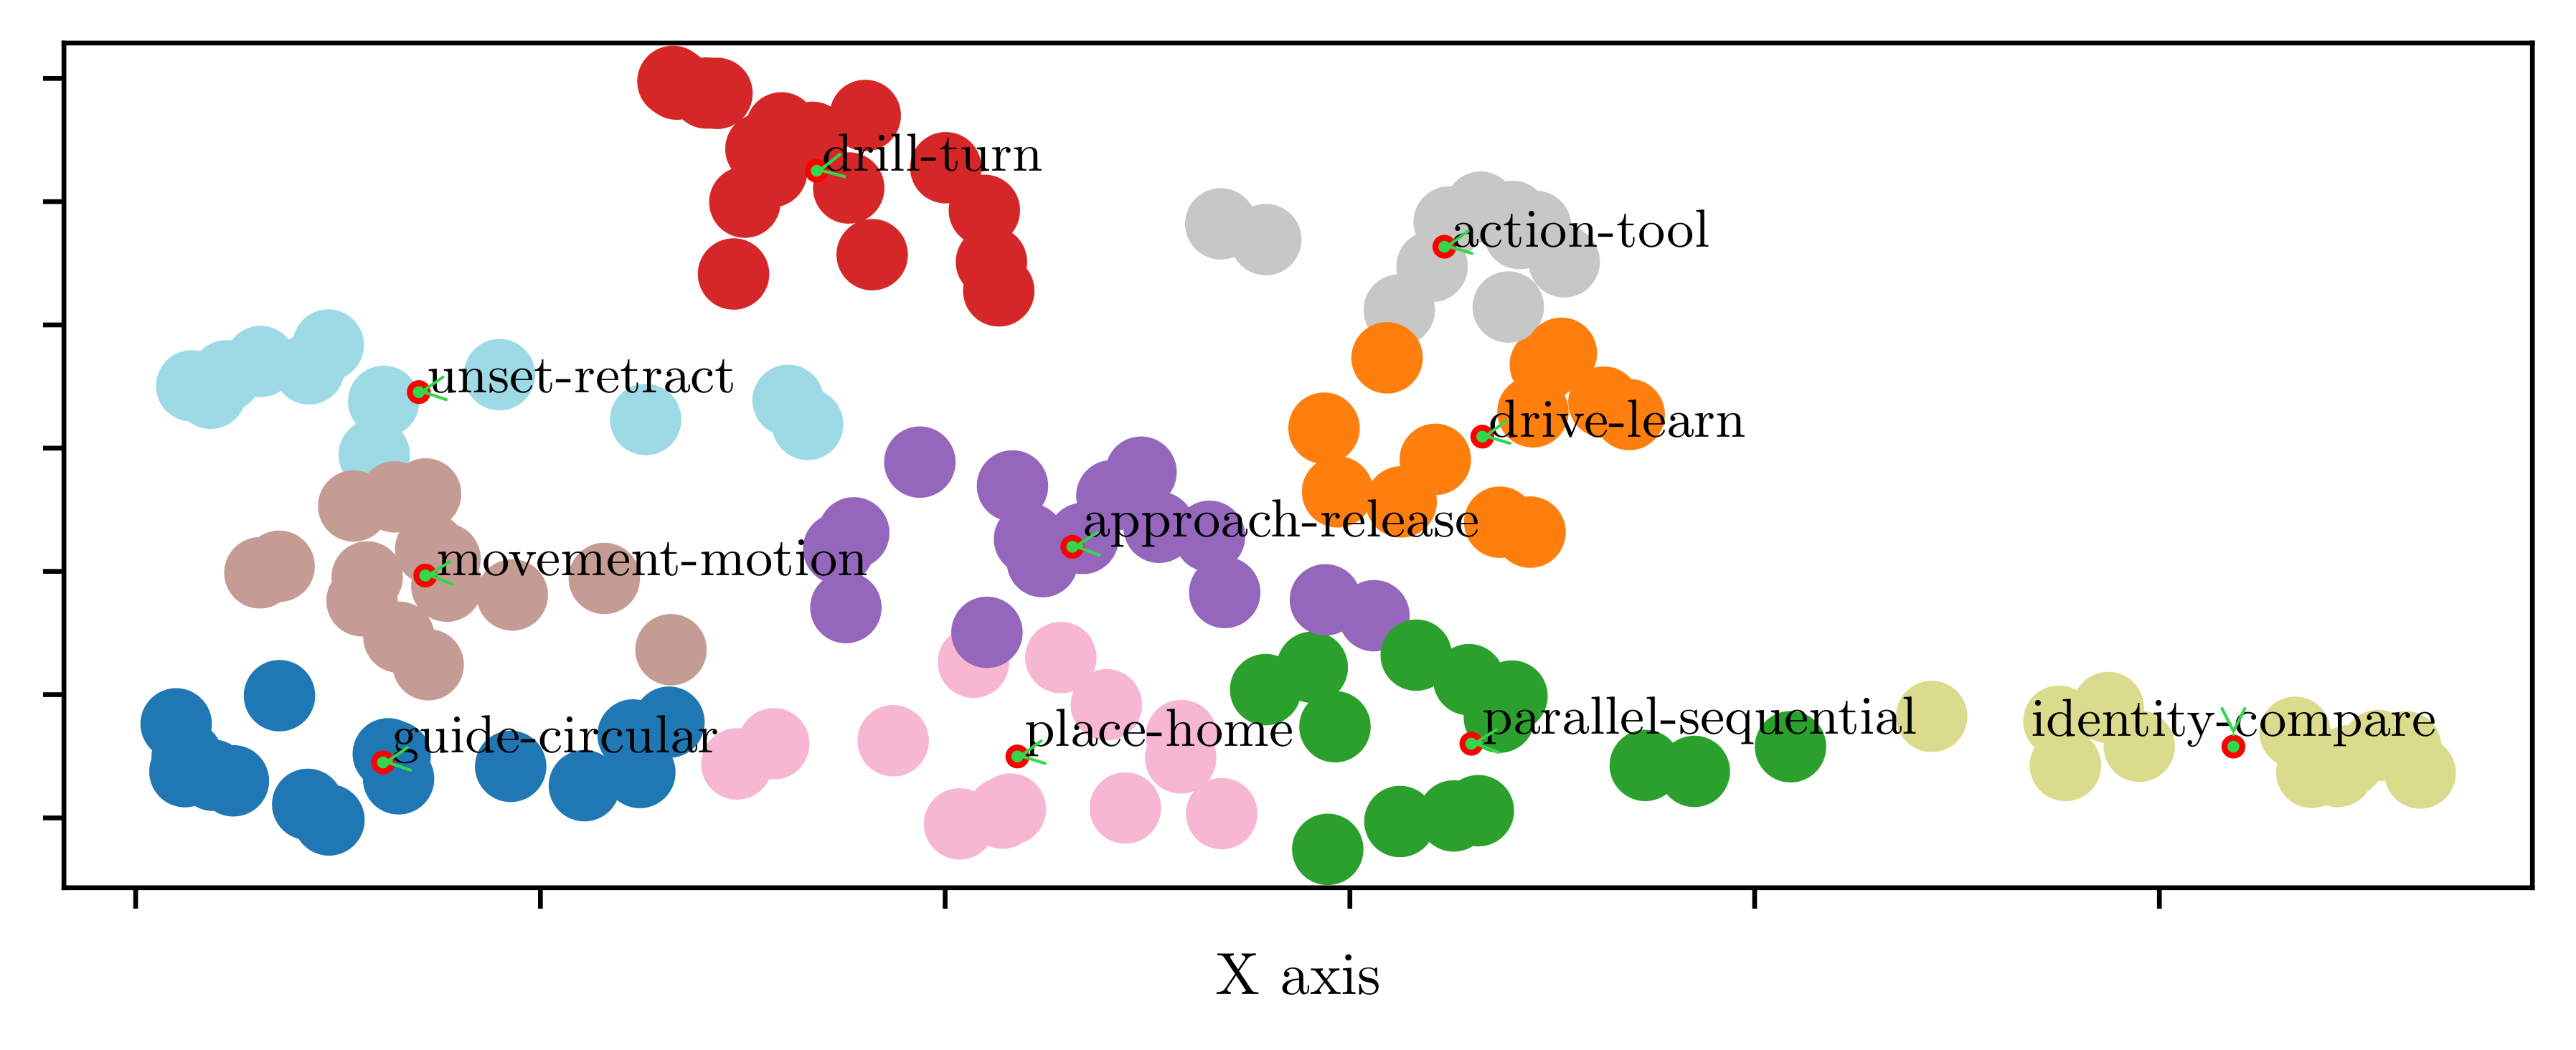 drill-turn
action-tool
unset-retract
drive-learn
approach-release
movement-motion
parallel-sequential
identity-compare
place-home
guide-circular
X axis